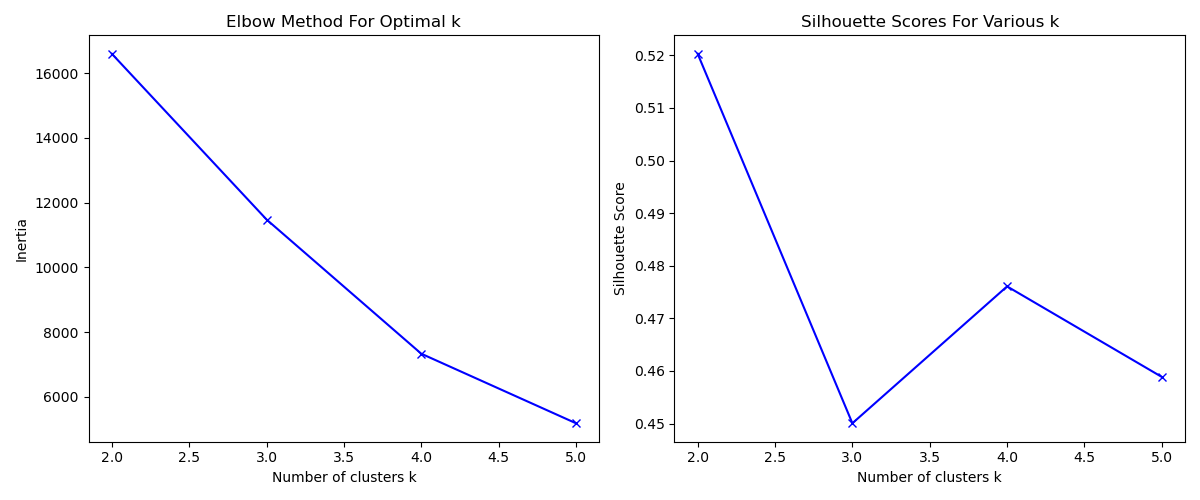 Elbow Method For Optimal k
16000
14000
12000
10000
8000
6000
Inertia
2.0 2.5 3.0 3.5 4.0 4.5 5.0
Number of clusters k
Silhouette Scores For Various k
0.52
0.51
0.50
0.49
0.48
0.47
0.46
0.45
Silhouette Score
2.0 2.5 3.0 3.5 4.0 4.5 5.0
Number of clusters k